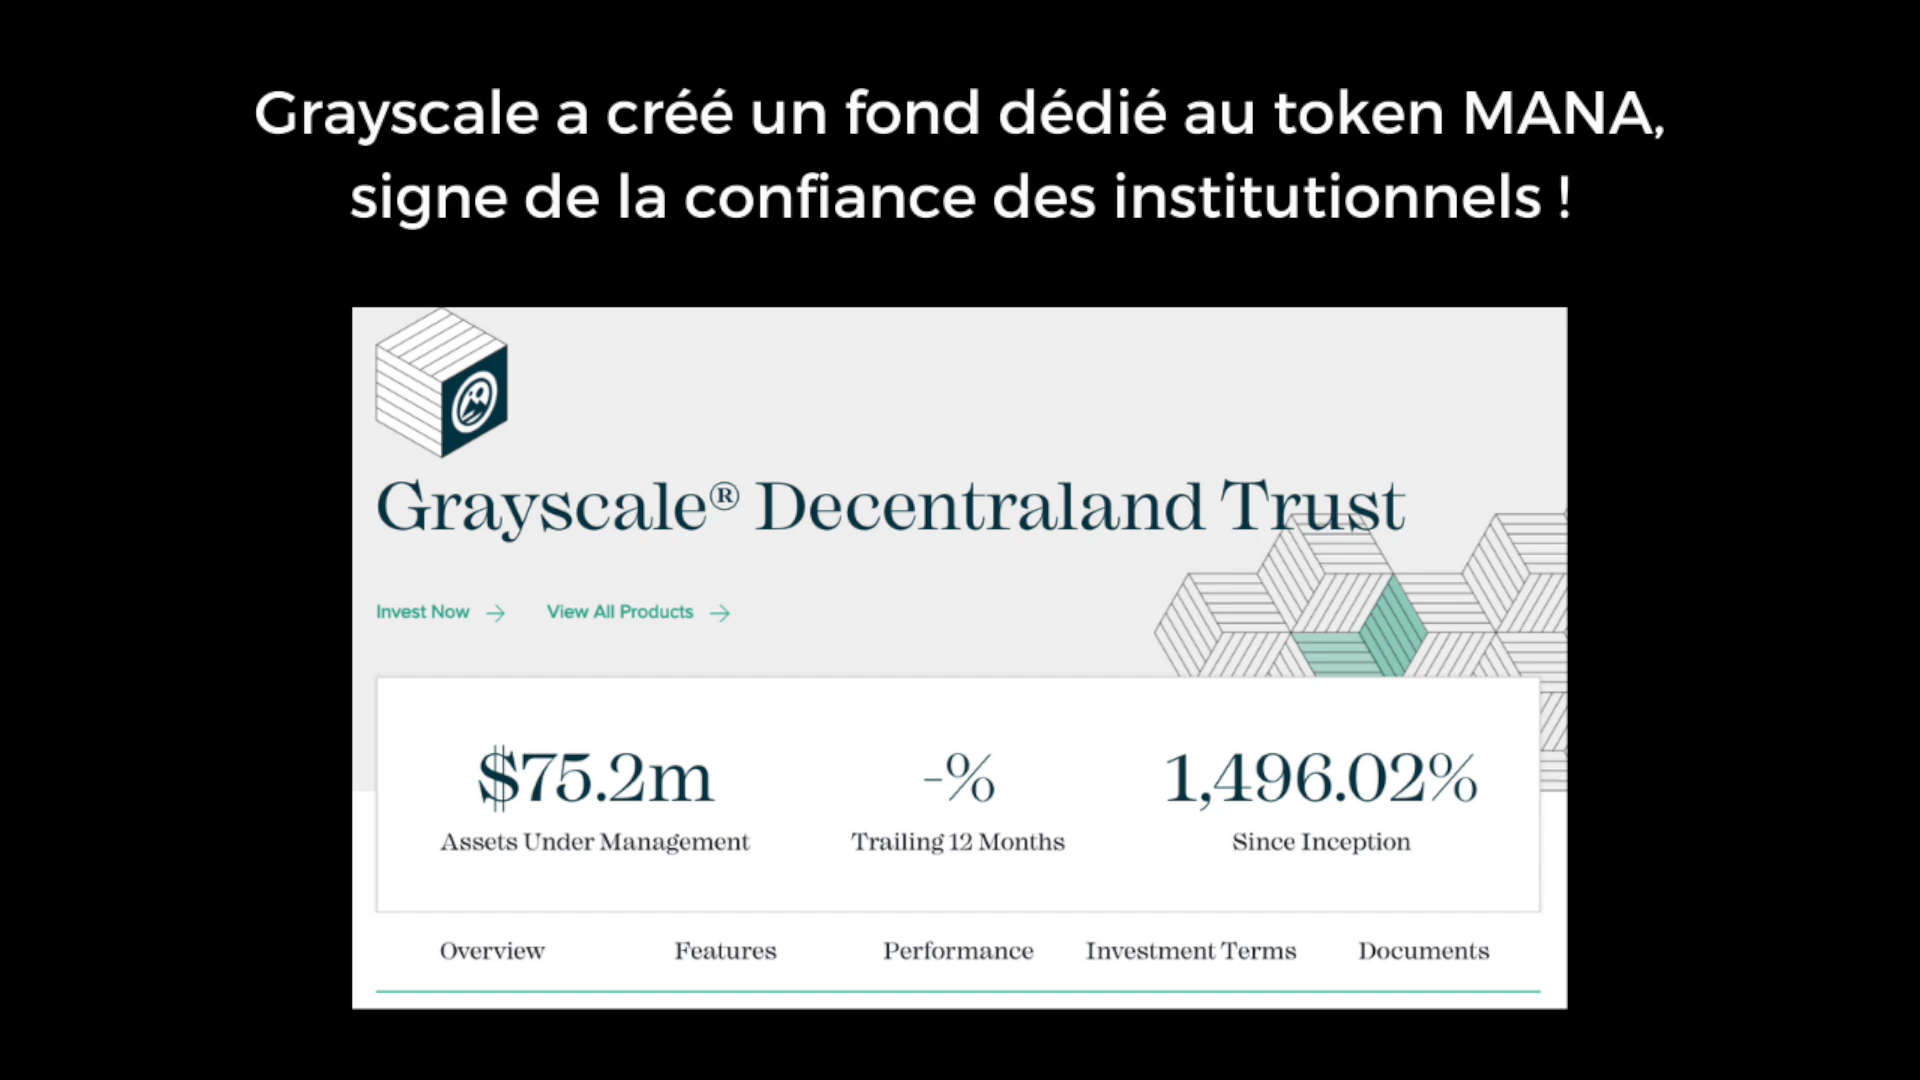 Grayscale a créé un fond dédié au token MANA,
signe de la confiance des institutionnels !
Grayscale® Decentraland Trust
Invest Now → View All Products →
$75.2m -% 1,496.02%
Assets Under Management Trailing 12 Months Since Inception
Overview Features Performance Investment Terms Documents